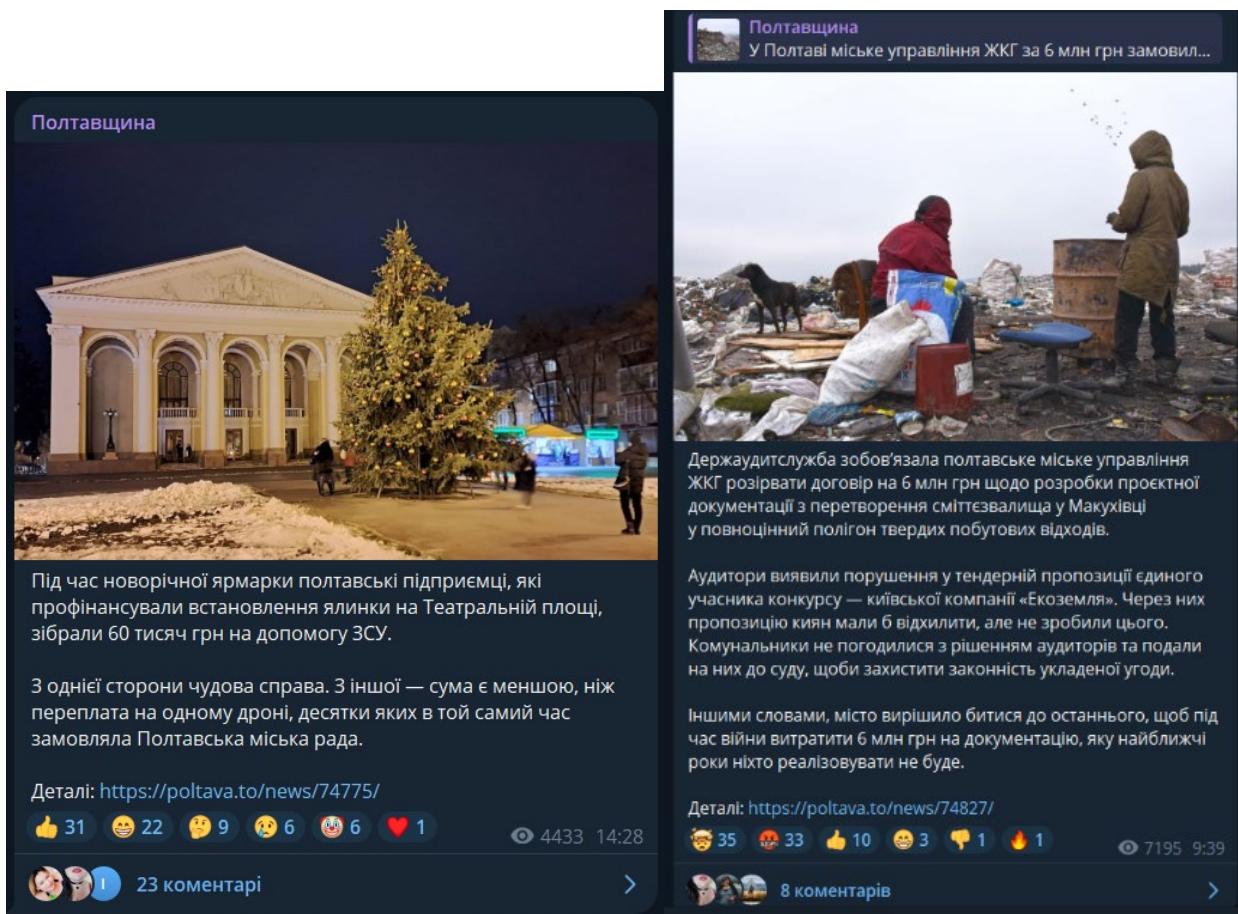 Полтавщина
Під час новорічної ярмарки полтавські підприємці, які
профінансували встановлення ялинки на Театральній площі,
зібрали 60 тисяч грн на допомогу ЗСУ.
З однієї сторони чудова справа. З іншої — сума є меншою, ніж
переплата на одному дроні, десятки яких в той самий час
замовляла Полтавська міська рада.
Деталі: https://poltava.to/news/74775/
31 22 9 6 6 1
4433 14:28
І
23 коментарі
Полтавщина
У Полтаві міське управління ЖКГ за 6 млн грн замовил...
Держаудитслужба зобов’язала полтавське міське управління
ЖКГ розірвати договір на 6 млн грн щодо розробки проєктної
документації з перетворення сміттєзвалища у Макухівці
у повноцінний полігон твердих побутових відходів.
Аудитори виявили порушення у тендерній пропозиції єдиного
учасника конкурсу — київської компанії «Екоземля». Через них
пропозицію киян мали б відхилити, але не зробили цього.
Комунальники не погодилися з рішенням аудиторів та подали
на них до суду, щоби захистити законність укладеної угоди.
Іншими словами, місто вирішило битися до останнього, щоб під
час війни витратити 6 млн грн на документацію, яку найближчі
роки ніхто реалізовувати не буде.
Деталі: https://poltava.to/news/74827/
35 33 10 3 1 1
7195 9:39
8 коментарів